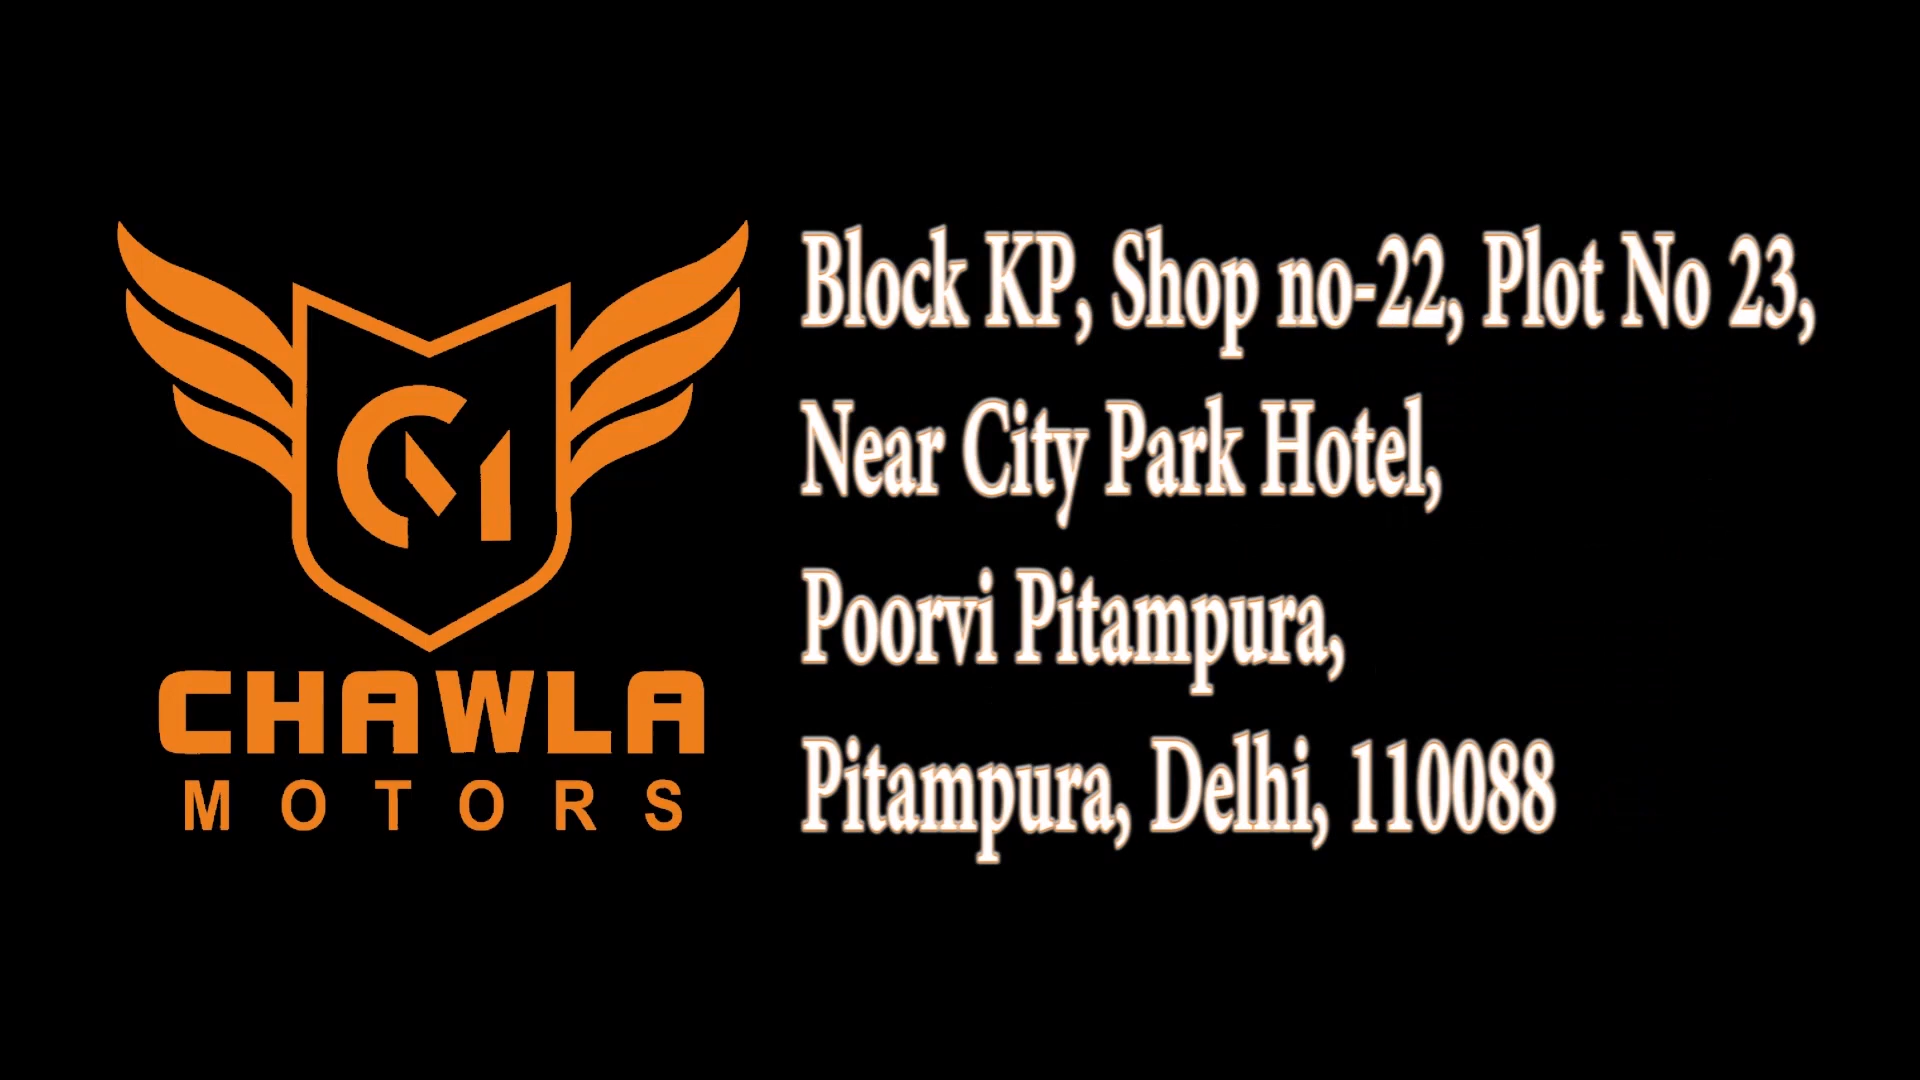 CM
CHAWLA
MOTORS
Block KP, Shop no-22, Plot No 23,
Near City Park Hotel,
Poorvi Pitampura,
Pitampura, Delhi, 110088